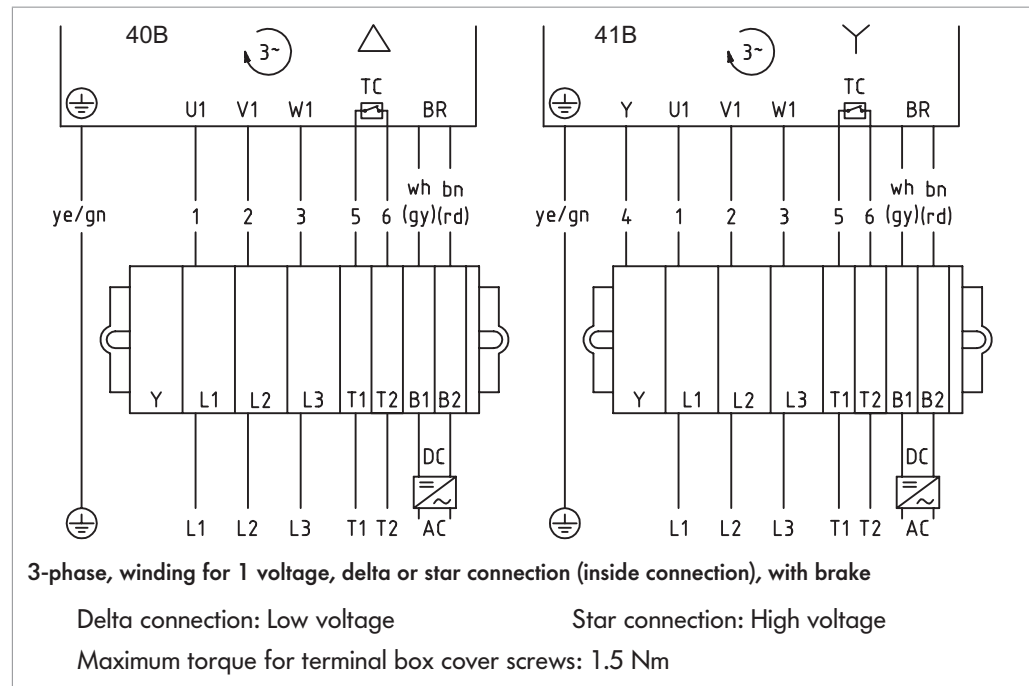 40B 3~ 41B 3~
TC TC
U1 V1 W1 BR Y U1 V1 W1 BR
wh bn wh bn
ye/gn 1 2 3 5 6 (gy)(rd) ye/gn 4 1 2 3 5 6 (gy)(rd)
Y L1 L2 L3 T1 T2 B1 B2 Y L1 L2 L3 T1 T2 B1 B2
DC DC
L1 L2 L3 T1 T2 AC L1 L2 L3 T1 T2 AC
3-phase, winding for 1 voltage, delta or star connection (inside connection), with brake
Delta connection: Low voltage Star connection: High voltage
Maximum torque for terminal box cover screws: 1.5 Nm